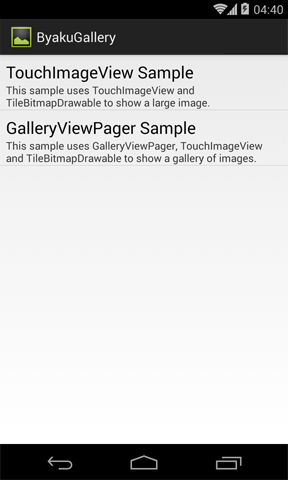 04:40
ByakuGallery
TouchImageView Sample
This sample uses TouchImageView and
TileBitmapDrawable to show a large image.
GalleryViewPager Sample
This sample uses GalleryViewPager, TouchImageView
and TileBitmapDrawable to show a gallery of images.